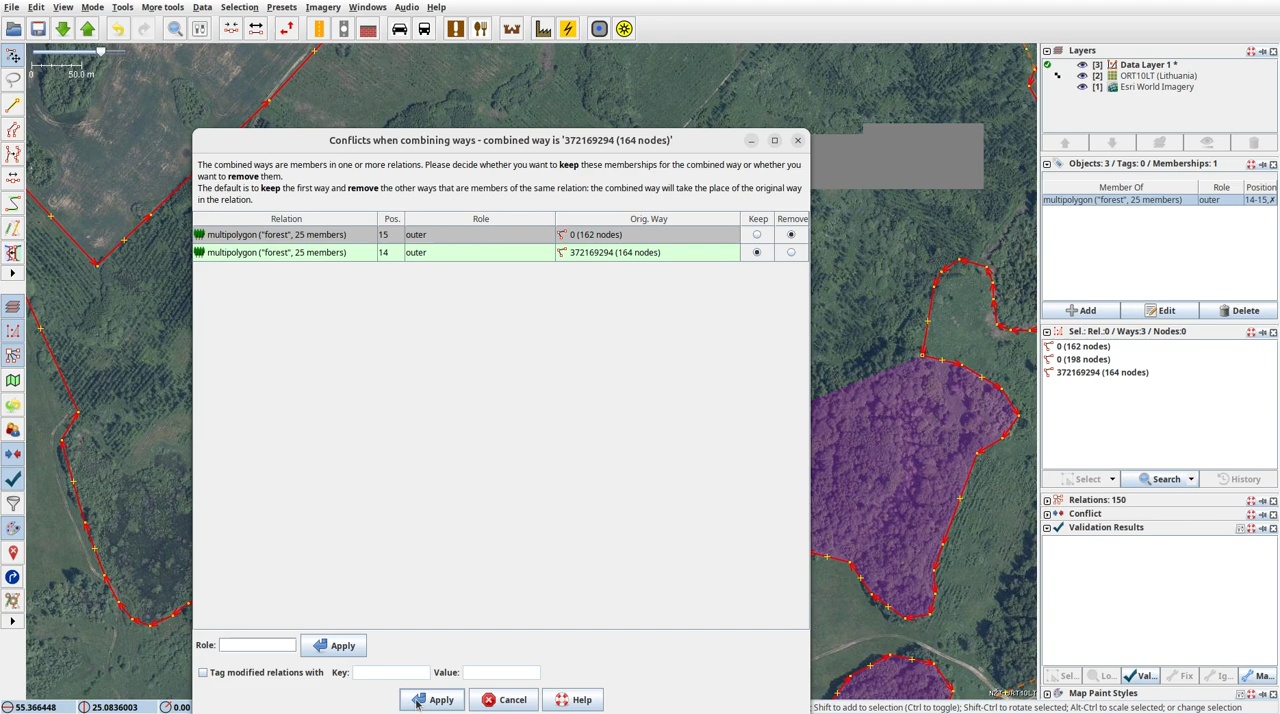 File Edit View Mode Tools More tools Data Selection Presets Imagery Windows Audio Help
0 50.0 m
Conflicts when combining ways - combined way is '372169294 (164 nodes)'
The combined ways are members in one or more relations. Please decide whether you want to keep these memberships for the combined way or whether you
want to remove them.
The default is to keep the first way and remove the other ways that are members of the same relation: the combined way will take the place of the original way
in the relation.
Relation Pos. Role Orig. Way Keep Remove
multipolygon ("forest", 25 members) 15 outer 0 (162 nodes)
multipolygon ("forest", 25 members) 14 outer 372169294 (164 nodes)
Role: Apply
Tag modified relations with Key: Value:
Apply Cancel Help
Layers
[3] Data Layer 1 *
[2] ORT10LT (Lithuania)
[1] Esri World Imagery
Objects: 3 / Tags: 0 / Memberships: 1
Member Of Role Position
multipolygon ("forest", 25 members) outer 14-15,
Add Edit Delete
Sel.: Rel.:0 / Ways:3 / Nodes:0
0 (162 nodes)
0 (198 nodes)
372169294 (164 nodes)
Select Search History
Relations: 150
Conflict
Validation Results
Sel... Lo... Val... Fix Ig... Ma...
Map Paint Styles
55.366448 25.0836003 0.00 Shift to add to selection (Ctrl to toggle); Shift-Ctrl to rotate selected; Alt-Ctrl to scale selected; or change selection